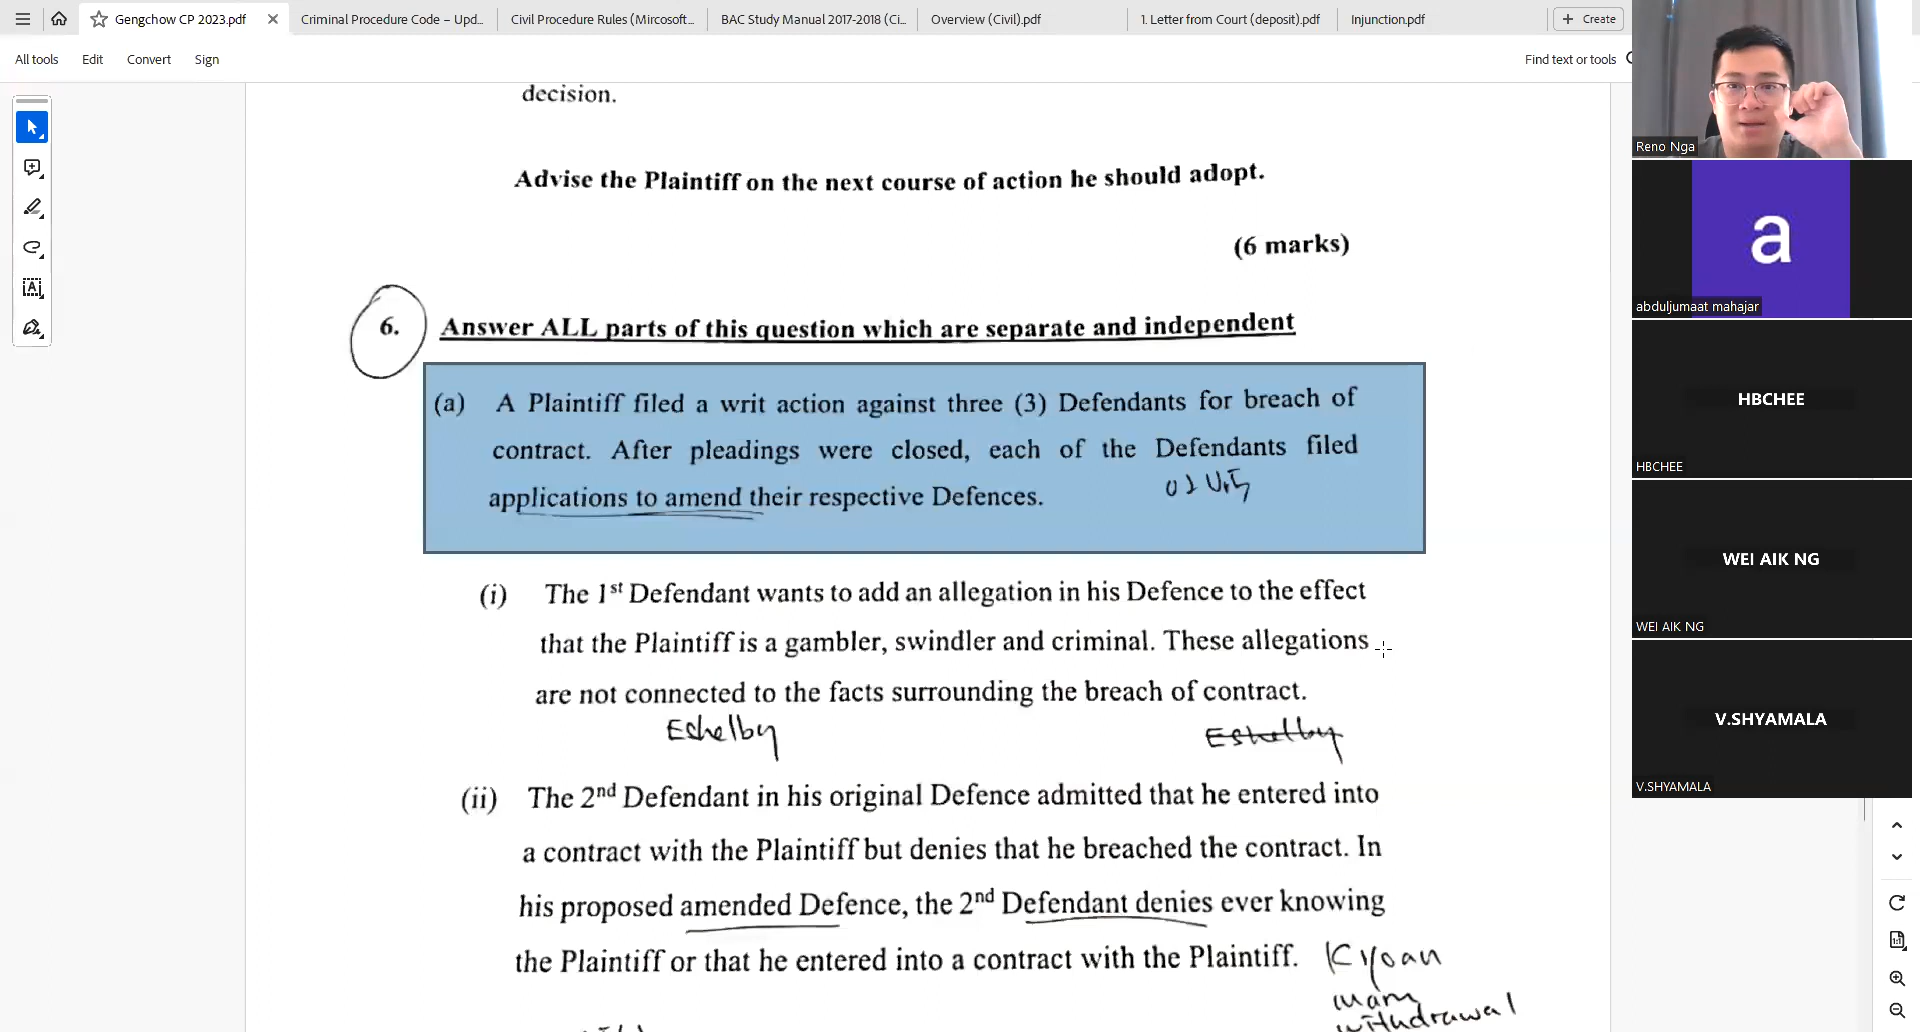 Gengchow CP 2023.pdf
Criminal Procedure Code – Upd...
Civil Procedure Rules (Mircosoft...
BAC Study Manual 2017-2018 (Ci...
Overview (Civil).pdf
1. Letter from Court (deposit).pdf
Injunction.pdf
Create
All tools
Edit
Convert
Sign
Find text or tools
decision.
Advise the Plaintiff on the next course of action he should adopt.
(6 marks)
6. Answer ALL parts of this question which are separate and independent
(a) A Plaintiff filed a writ action against three (3) Defendants for breach of
contract. After pleadings were closed, each of the Defendants filed
applications to amend their respective Defences.
(i) The 1st Defendant wants to add an allegation in his Defence to the effect
that the Plaintiff is a gambler, swindler and criminal. These allegations
are not connected to the facts surrounding the breach of contract.
Eshelby Eshelby
(ii) The 2nd Defendant in his original Defence admitted that he entered into
a contract with the Plaintiff but denies that he breached the contract. In
his proposed amended Defence, the 2nd Defendant denies ever knowing
the Plaintiff or that he entered into a contract with the Plaintiff.
withdrawal
Reno Nga
a
abduljumaat mahajar
HBCHEE
HBCHEE
WEI AIK NG
WEI AIK NG
V.SHYAMALA
V.SHYAMALA